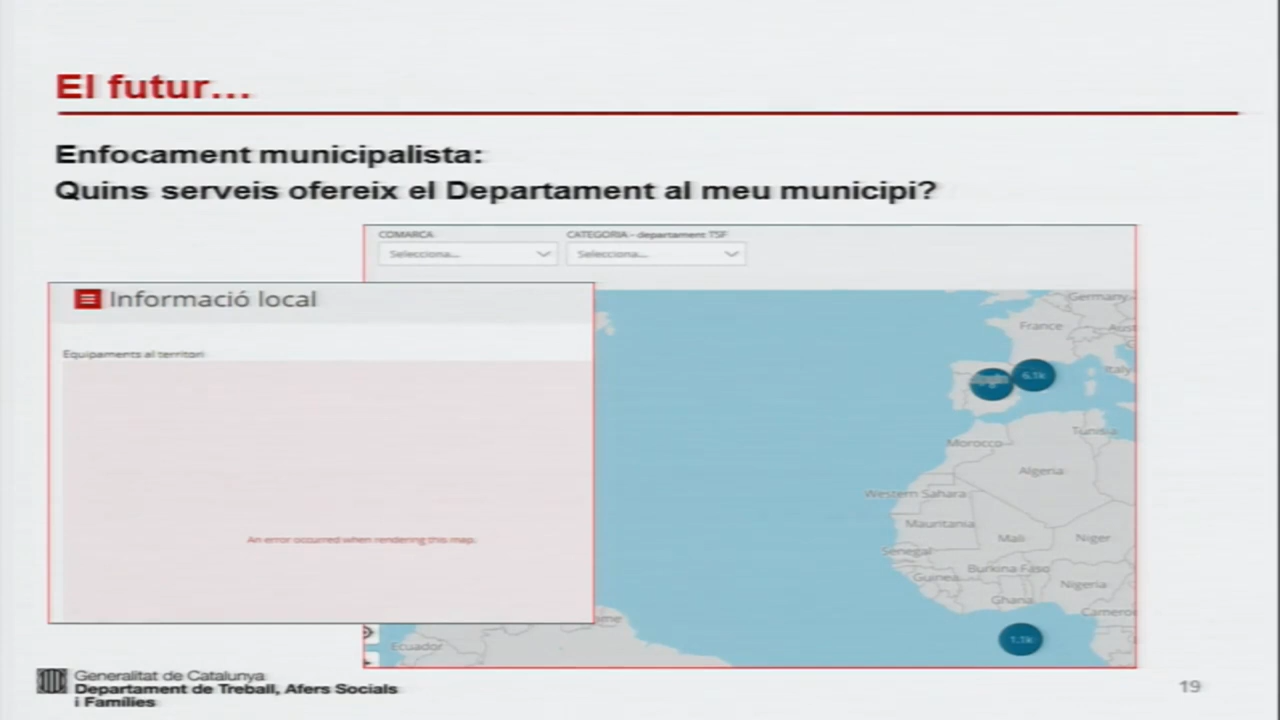 El futur...
Enfocament municipalista:
Quins serveis ofereix el Departament al meu municipi?
COMARCA
CATEGORIA - departament TSF
Selecciona...
Selecciona...
Informació local
Equipaments al territori
An error occurred when rendering this map.
Germany
France
Italy
6.1k
Tunisia
Morocco
Algeria
Western Sahara
Mauritania
Mali
Niger
Senegal
Burkina Faso
Guinea
Nigeria
Ghana
Cameroo
1.1k
Ecuador
Generalitat de Catalunya
Departament de Treball, Afers Socials
i Famílies
19